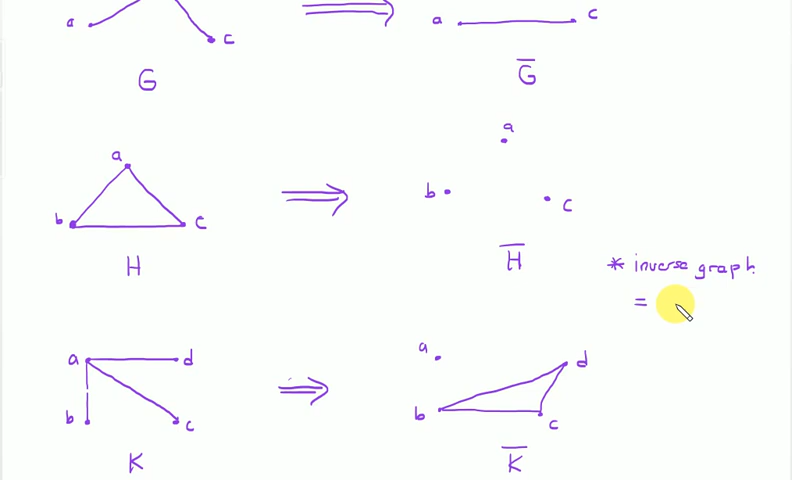 a c a c
G G̅
a a
b c b c
H H̅
* inverse graph
=
a d a d
b c b c
K K̅